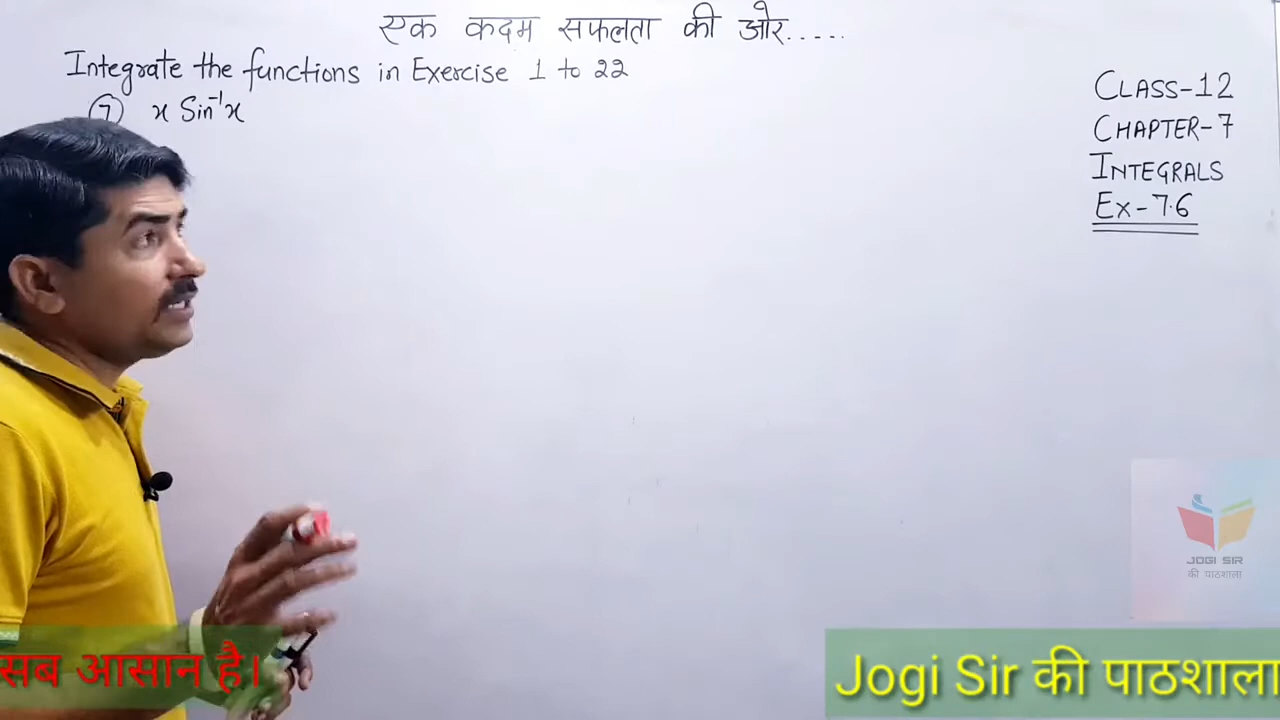 एक कदम सफलता की ओर.....
Integrate the functions in Exercise 1 to 22
⑦ x Sin⁻¹x
CLASS-12
CHAPTER-7
INTEGRALS
EX-7.6
JOGI SIR
की पाठशाला
सब आसान है।
Jogi Sir की पाठशाला